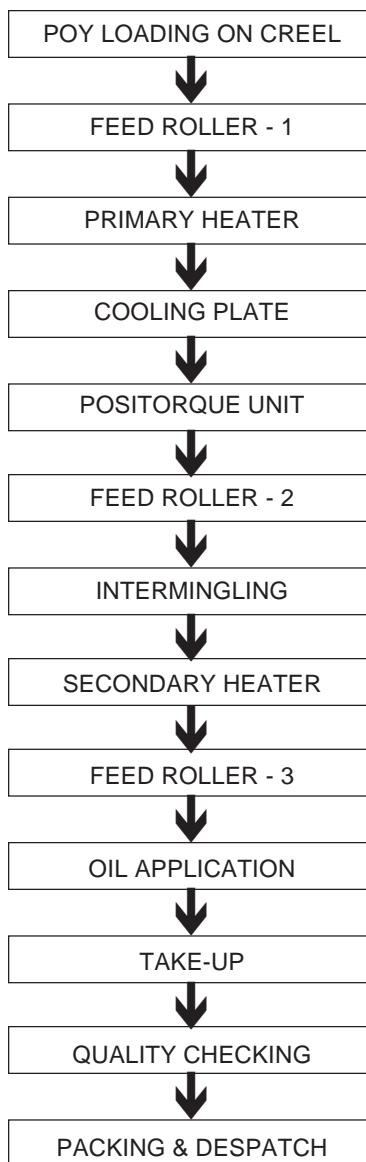 POY LOADING ON CREEL
FEED ROLLER - 1
PRIMARY HEATER
COOLING PLATE
POSITORQUE UNIT
FEED ROLLER - 2
INTERMINGLING
SECONDARY HEATER
FEED ROLLER - 3
OIL APPLICATION
TAKE-UP
QUALITY CHECKING
PACKING & DESPATCH